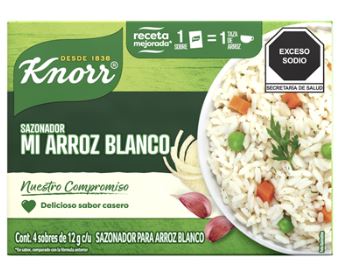 DESDE 1838
Knorr
receta
mejorada*
1
SOBRE
=
1
TAZA
DE
ARROZ
EXCESO
SODIO
SECRETARÍA DE SALUD
SAZONADOR
MI ARROZ BLANCO
Nuestro Compromiso
Delicioso sabor casero
Cont. 4 sobres de 12 g c/u
SAZONADOR PARA ARROZ BLANCO